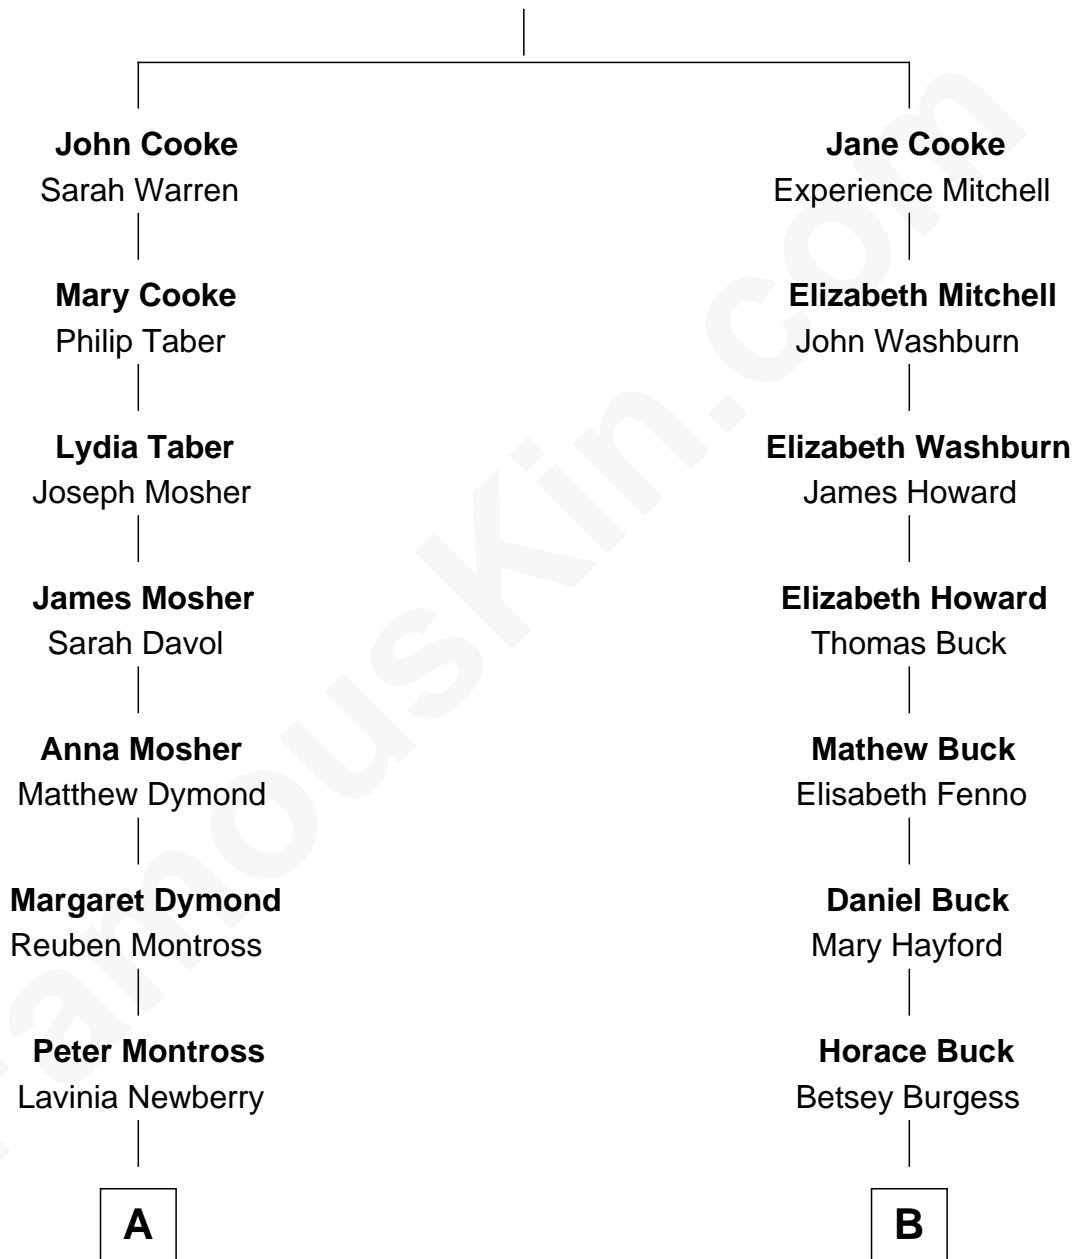 John Cooke
Sarah Warren
Jane Cooke
Experience Mitchell
Mary Cooke
Philip Taber
Elizabeth Mitchell
John Washburn
Lydia Taber
Joseph Mosher
Elizabeth Washburn
James Howard
James Mosher
Sarah Davol
Elizabeth Howard
Thomas Buck
Anna Mosher
Matthew Dymond
Mathew Buck
Elisabeth Fenno
Margaret Dymond
Reuben Montross
Daniel Buck
Mary Hayford
Peter Montross
Lavinia Newberry
Horace Buck
Betsey Burgess
A
B
FamousKin.com